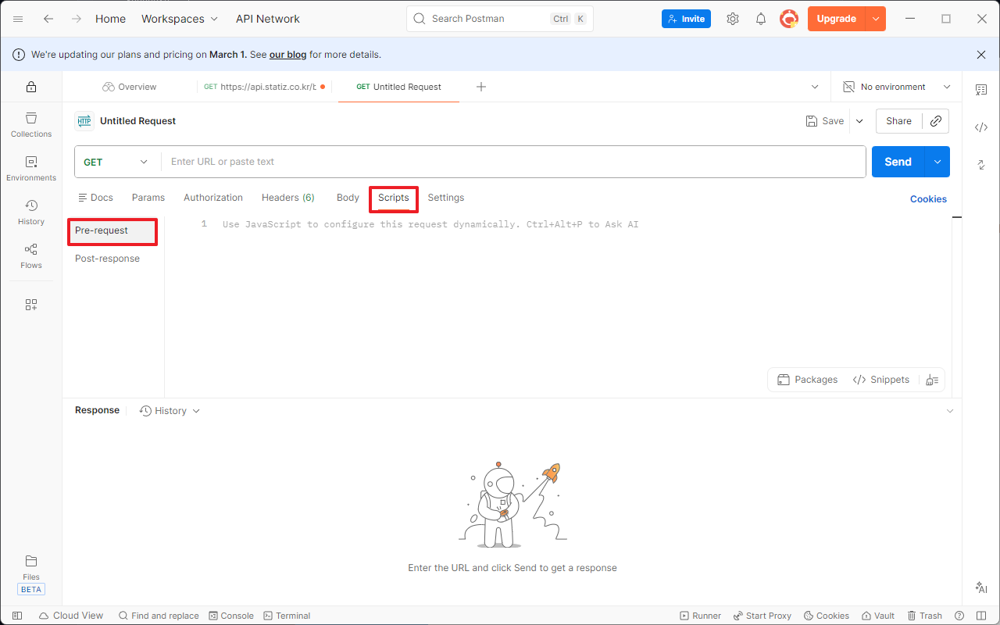 Home Workspaces API Network Search Postman Ctrl K Invite Upgrade
We're updating our plans and pricing on March 1. See our blog for more details.
Overview GET https://api.statiz.co.kr/ GET Untitled Request No environment
HTTP Untitled Request Save Share
GET Enter URL or paste text Send
Docs Params Authorization Headers (6) Body Scripts Settings Cookies
Collections
Environments
History
Flows
Pre-request
Post-response
1 Use JavaScript to configure this request dynamically. Ctrl+Alt+P to Ask AI
Packages Snippets
Response History
Enter the URL and click Send to get a response
Files
BETA
AI
Cloud View Find and replace Console Terminal Runner Start Proxy Cookies Vault Trash